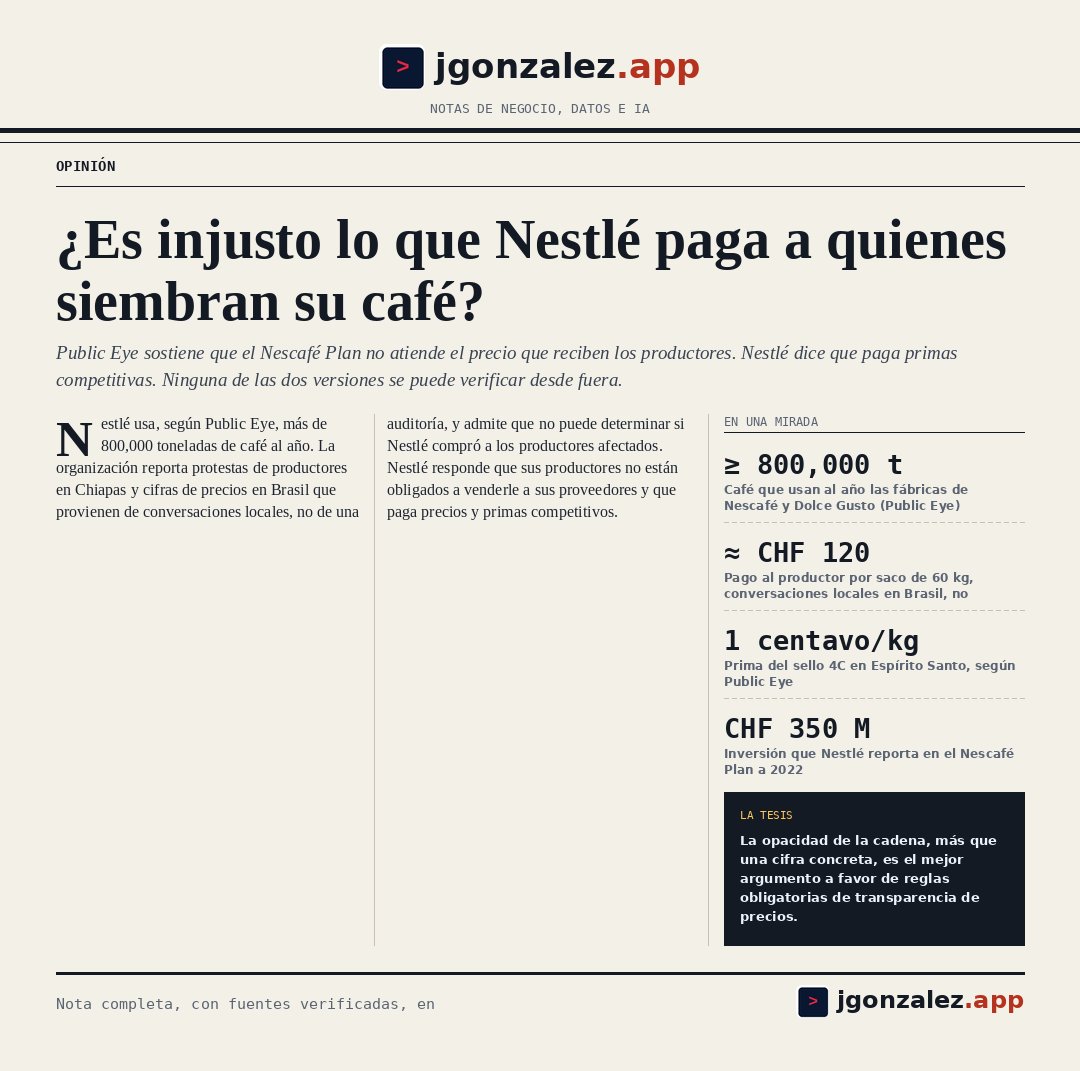 > jgonzalez.app
NOTAS DE NEGOCIO, DATOS E IA
OPINIÓN
¿Es injusto lo que Nestlé paga a quienes
siembran su café?
Public Eye sostiene que el Nescafé Plan no atiende el precio que reciben los productores. Nestlé dice que paga primas
competitivas. Ninguna de las dos versiones se puede verificar desde fuera.
Nestlé usa, según Public Eye, más de
800,000 toneladas de café al año. La
organización reporta protestas de productores
en Chiapas y cifras de precios en Brasil que
provienen de conversaciones locales, no de una
auditoría, y admite que no puede determinar si
Nestlé compró a los productores afectados.
Nestlé responde que sus productores no están
obligados a venderle a sus proveedores y que
paga precios y primas competitivos.
EN UNA MIRADA
≥ 800,000 t
Café que usan al año las fábricas de
Nescafé y Dolce Gusto (Public Eye)
≈ CHF 120
Pago al productor por saco de 60 kg,
conversaciones locales en Brasil, no
1 centavo/kg
Prima del sello 4C en Espírito Santo, según
Public Eye
CHF 350 M
Inversión que Nestlé reporta en el Nescafé
Plan a 2022
LA TESIS
La opacidad de la cadena, más que
una cifra concreta, es el mejor
argumento a favor de reglas
obligatorias de transparencia de
precios.
Nota completa, con fuentes verificadas, en
> jgonzalez.app